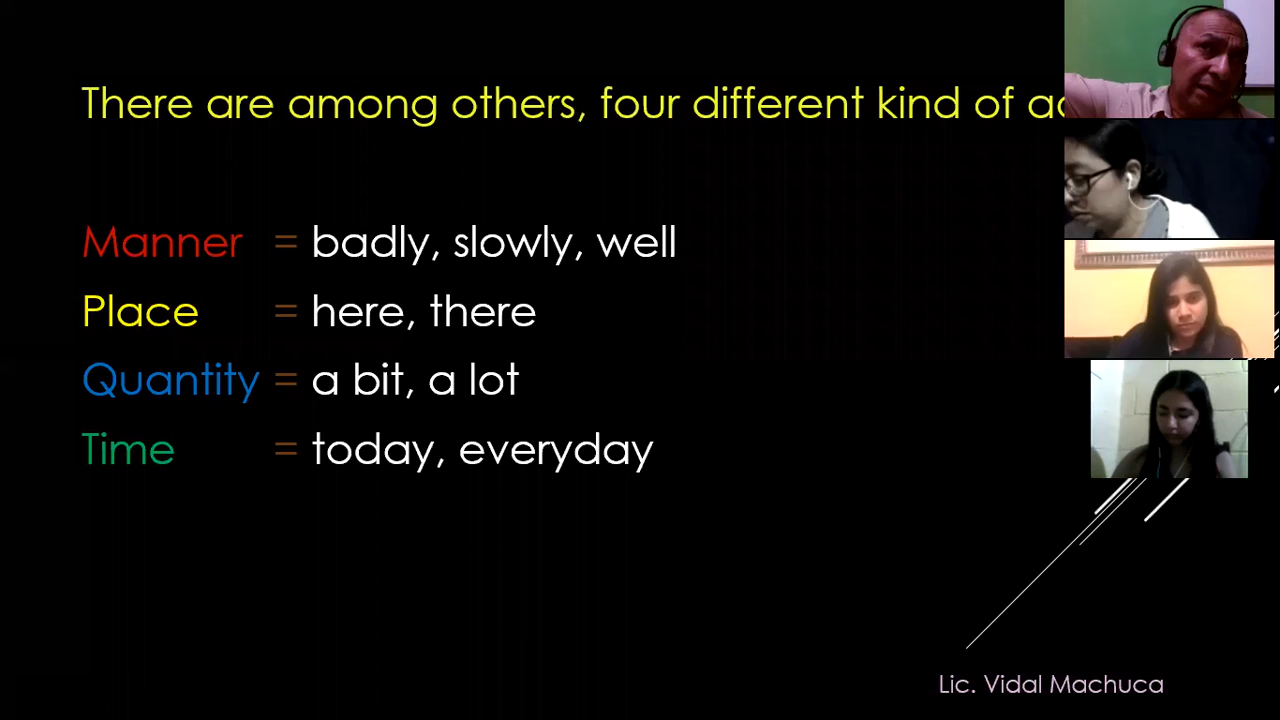 There are among others, four different kind of
Manner = badly, slowly, well
Place = here, there
Quantity = a bit, a lot
Time = today, everyday
Lic. Vidal Machuca